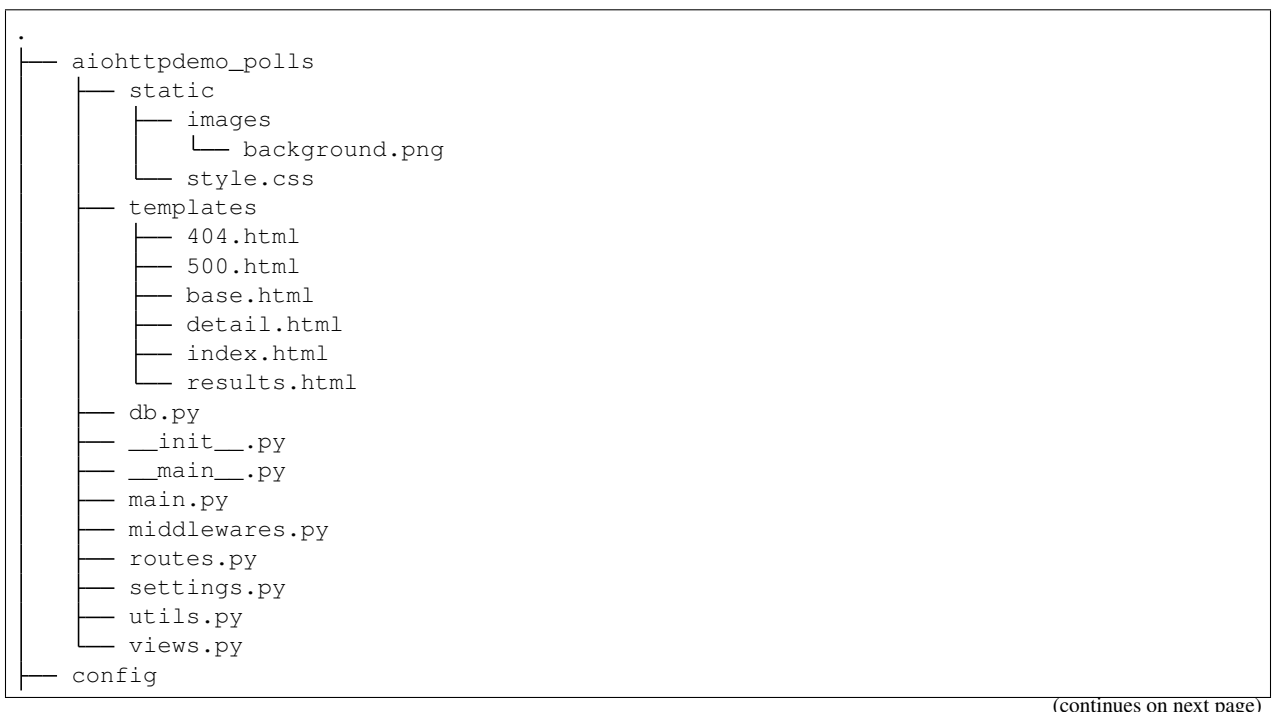 .
├── aiohttpdemo_polls
│   ├── static
│   │   ├── images
│   │   │   └── background.png
│   │   └── style.css
│   ├── templates
│   │   ├── 404.html
│   │   ├── 500.html
│   │   ├── base.html
│   │   ├── detail.html
│   │   ├── index.html
│   │   └── results.html
│   ├── db.py
│   ├── __init__.py
│   ├── __main__.py
│   ├── main.py
│   ├── middlewares.py
│   ├── routes.py
│   ├── settings.py
│   ├── utils.py
│   └── views.py
├── config
(continues on next page)